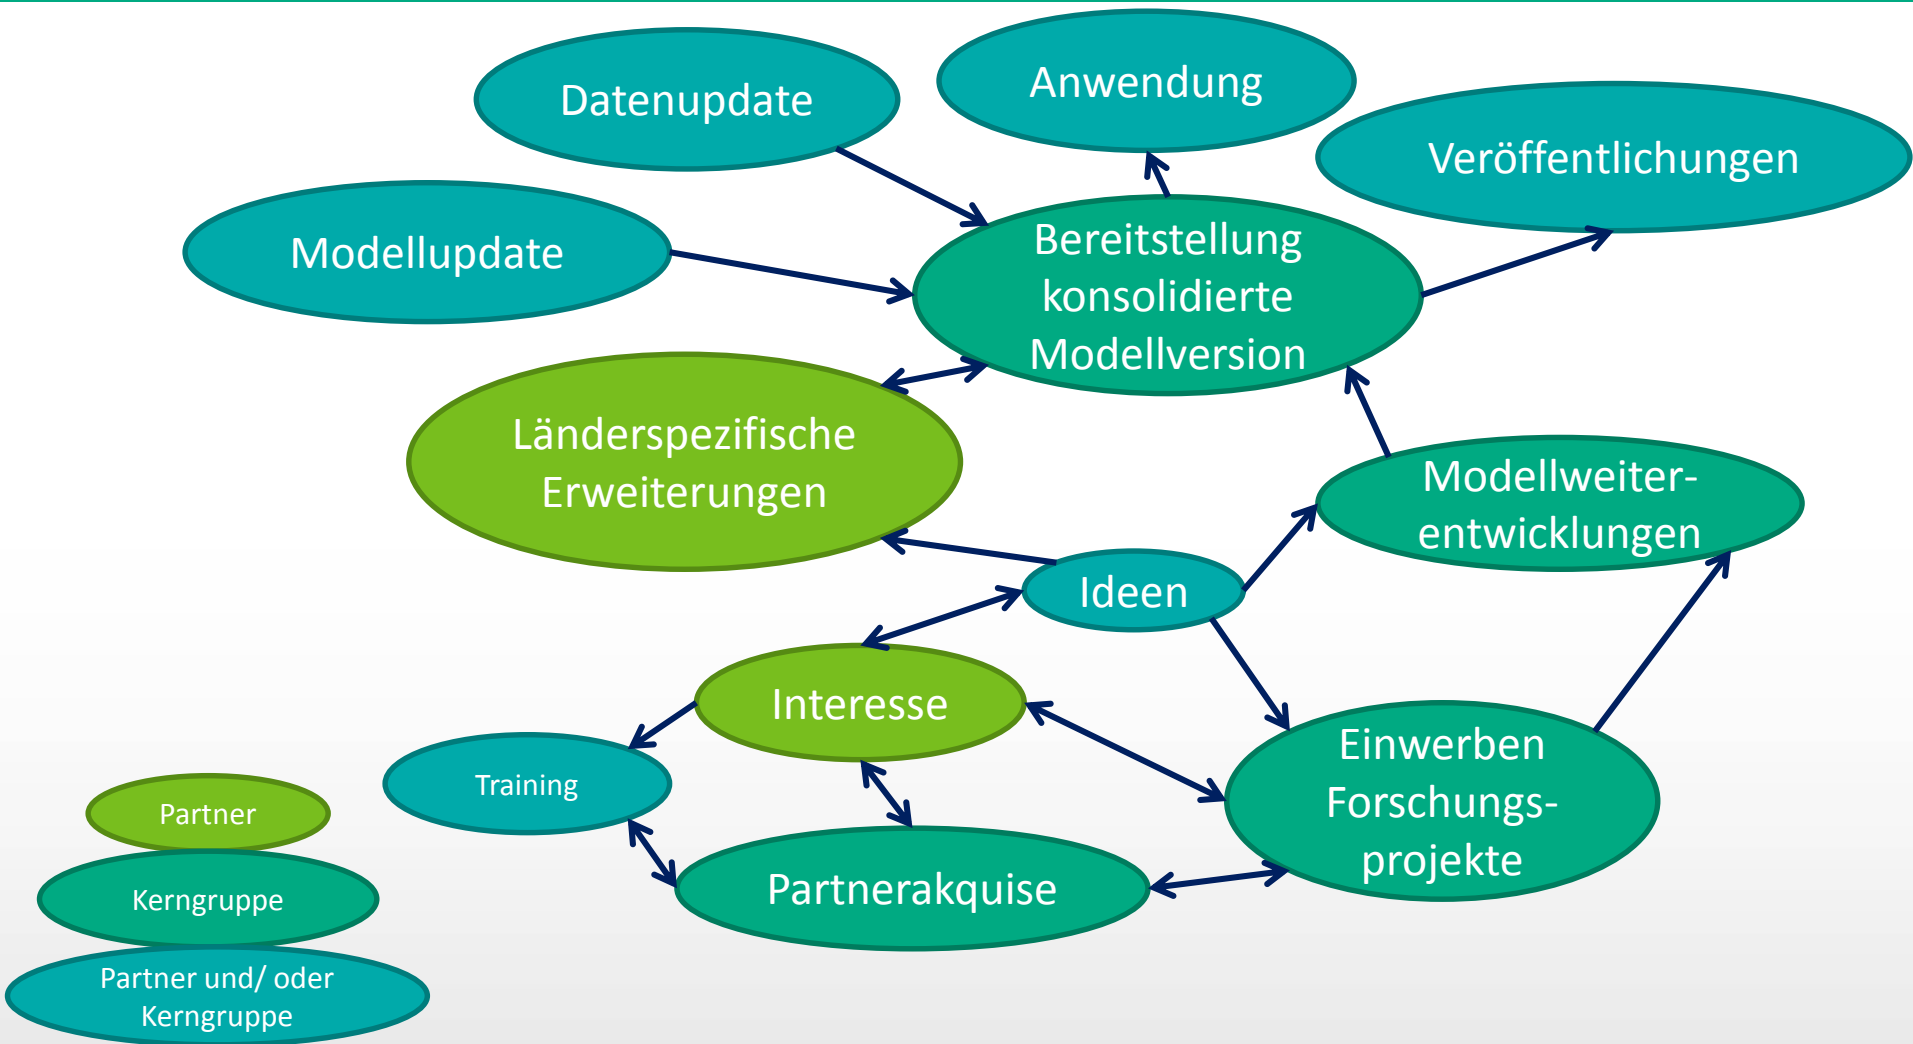 Datenupdate
Anwendung
Veröffentlichungen
Modellupdate
Bereitstellung
konsolidierte
Modellversion
Länderspezifische
Erweiterungen
Modellweiter-
entwicklungen
Ideen
Interesse
Training
Einwerben
Forschungs-
projekte
Partnerakquise
Partner
Kerngruppe
Partner und/ oder
Kerngruppe